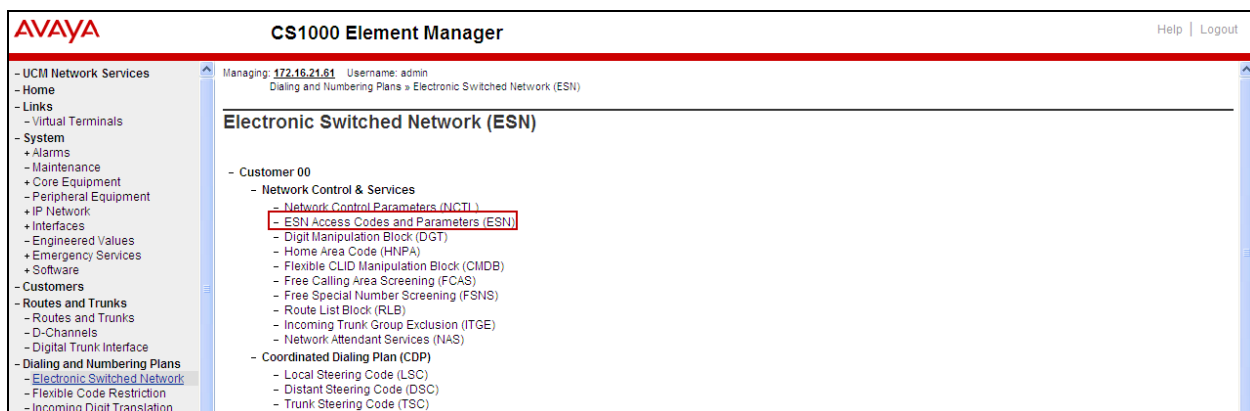 AVAYA
CS1000 Element Manager
Help | Logout
- UCM Network Services
- Home
- Links
- Virtual Terminals
- System
+ Alarms
- Maintenance
+ Core Equipment
- Peripheral Equipment
+ IP Network
+ Interfaces
- Engineered Values
+ Emergency Services
+ Software
- Customers
- Routes and Trunks
- Routes and Trunks
- D-Channels
- Digital Trunk Interface
- Dialing and Numbering Plans
- Electronic Switched Network
- Flexible Code Restriction
- Incoming Digit Translation
Managing: 172.16.21.61 Username: admin
Dialing and Numbering Plans » Electronic Switched Network (ESN)
Electronic Switched Network (ESN)
- Customer 00
- Network Control & Services
- Network Control Parameters (NCTL)
- ESN Access Codes and Parameters (ESN)
- Digit Manipulation Block (DGT)
- Home Area Code (HNPA)
- Flexible CLID Manipulation Block (CMDB)
- Free Calling Area Screening (FCAS)
- Free Special Number Screening (FSNS)
- Route List Block (RLB)
- Incoming Trunk Group Exclusion (ITGE)
- Network Attendant Services (NAS)
- Coordinated Dialing Plan (CDP)
- Local Steering Code (LSC)
- Distant Steering Code (DSC)
- Trunk Steering Code (TSC)